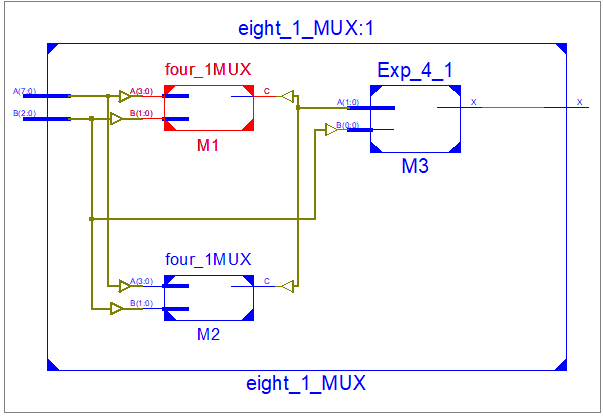 eight_1_MUX:1
four_1MUX
Exp_4_1
A(7:0)
A(3:0)
C
A(1:0)
X
X
B(2:0)
B(1:0)
B(0:0)
M1
M3
four_1MUX
A(3:0)
C
B(1:0)
M2
eight_1_MUX